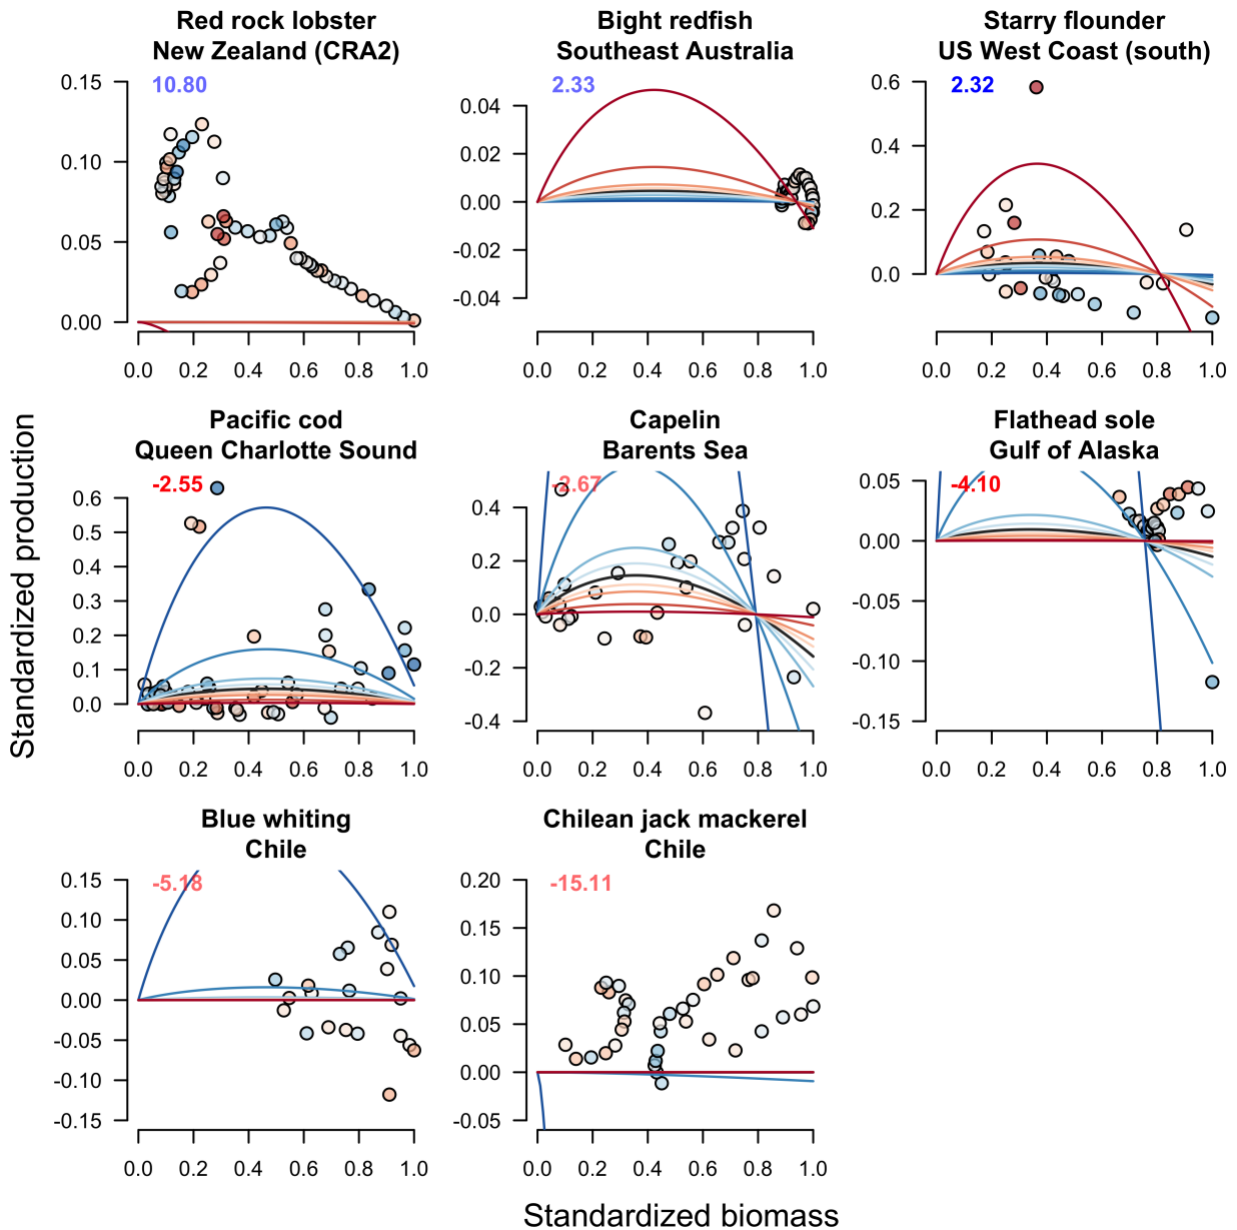 Red rock lobster
New Zealand (CRA2)
10.80
0.15
0.10
0.05
0.00
0.0 0.2 0.4 0.6 0.8 1.0
Bight redfish
Southeast Australia
2.33
0.04
0.02
0.00
-0.02
-0.04
0.0 0.2 0.4 0.6 0.8 1.0
Starry flounder
US West Coast (south)
2.32
0.6
0.4
0.2
0.0
0.0 0.2 0.4 0.6 0.8 1.0
Standardized production
Pacific cod
Queen Charlotte Sound
-2.55
0.6
0.5
0.4
0.3
0.2
0.1
0.0
0.0 0.2 0.4 0.6 0.8 1.0
Capelin
Barents Sea
-2.67
0.4
0.2
0.0
-0.2
-0.4
0.0 0.2 0.4 0.6 0.8 1.0
Flathead sole
Gulf of Alaska
-4.10
0.05
0.00
-0.05
-0.10
-0.15
0.0 0.2 0.4 0.6 0.8 1.0
Blue whiting
Chile
-5.18
0.15
0.10
0.05
0.00
-0.05
-0.10
-0.15
0.0 0.2 0.4 0.6 0.8 1.0
Chilean jack mackerel
Chile
-15.11
0.20
0.15
0.10
0.05
0.00
-0.05
0.0 0.2 0.4 0.6 0.8 1.0
Standardized biomass